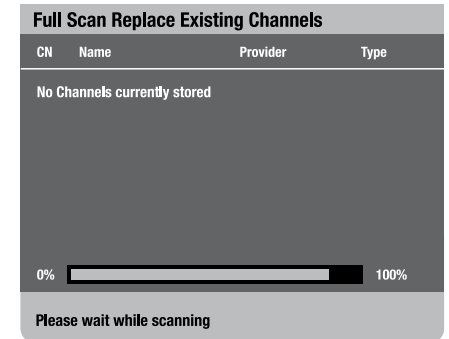 Full Scan Replace Existing Channels
CN Name Provider Type
No Channels currently stored
0% 100%
Please wait while scanning